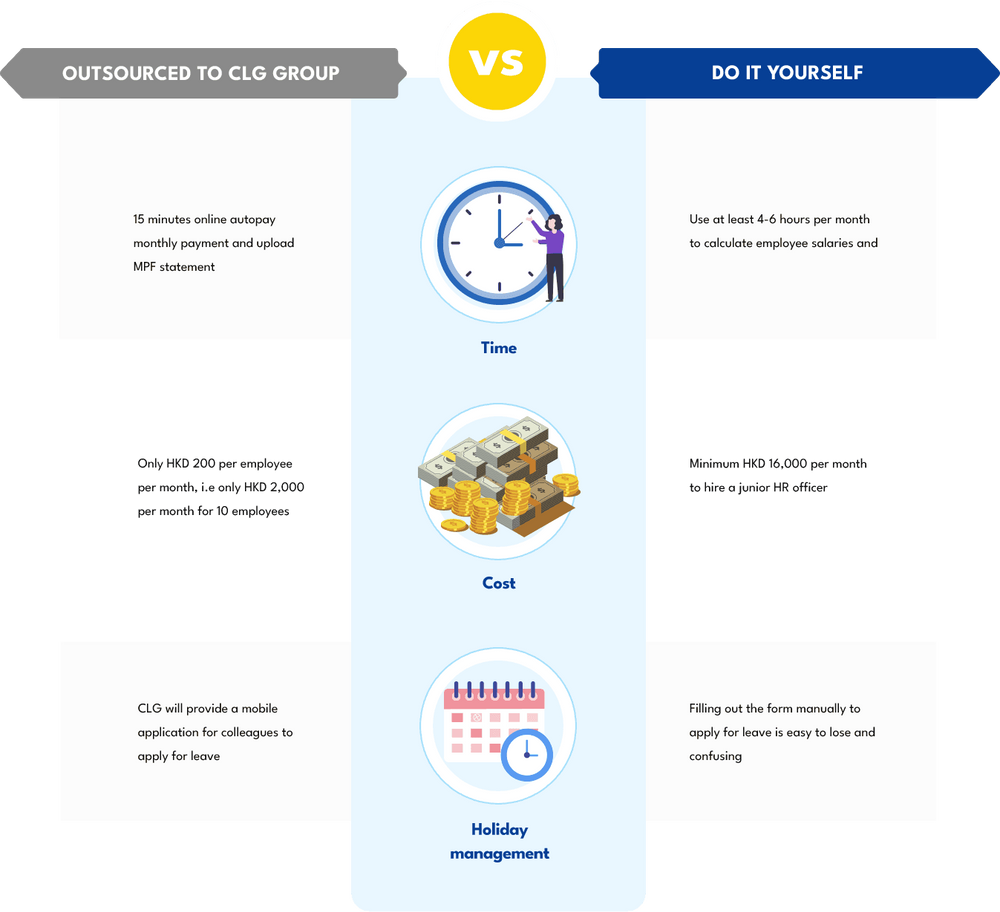 OUTSOURCED TO CLG GROUP
VS
DO IT YOURSELF
15 minutes online autopay
monthly payment and upload
MPF statement
Time
Use at least 4-6 hours per month
to calculate employee salaries and
Only HKD 200 per employee
per month, i.e only HKD 2,000
per month for 10 employees
Cost
Minimum HKD 16,000 per month
to hire a junior HR officer
CLG will provide a mobile
application for colleagues to
apply for leave
Holiday
management
Filling out the form manually to
apply for leave is easy to lose and
confusing